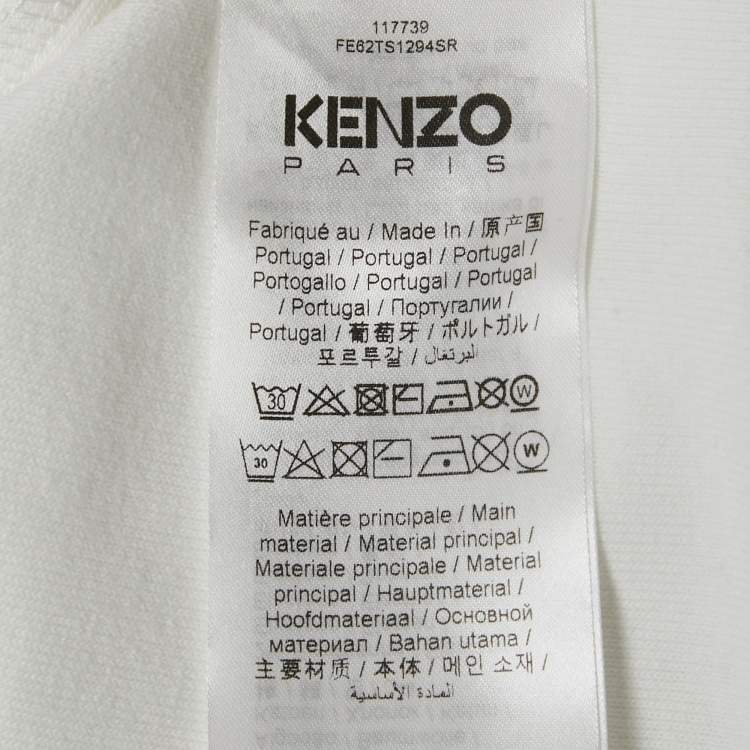 117739
FE62TS1294SR
KENZO
PARIS
Fabriqué au / Made In / 原产国
Portugal / Portugal / Portugal /
Portogallo / Portugal / Portugal
/ Portugal / Португалии /
Portugal / 葡萄牙 / ポルトガル /
포르투갈 / البرتغال
30 W
30 W
Matière principale / Main
material / Material principal /
Materiale principale / Material
principal / Hauptmaterial /
Hoofdmateriaal / Основной
материал / Bahan utama /
主要材质 / 本体 / 메인 소재 /
المادة الأساسية